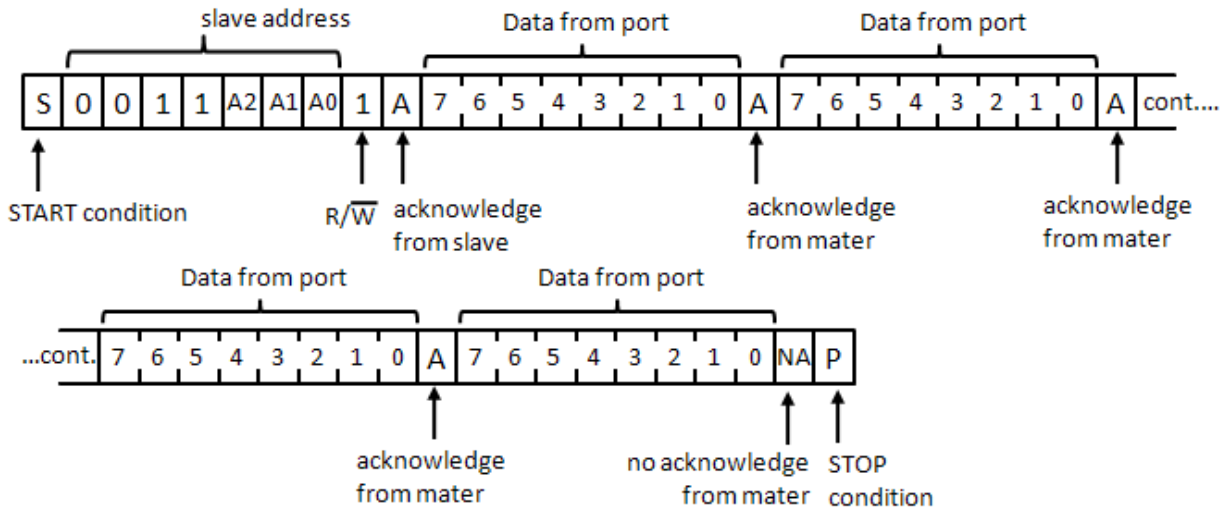 slave address Data from port Data from port
S 0 0 1 1 A2 A1 A0 1 A 7 6 5 4 3 2 1 0 A 7 6 5 4 3 2 1 0 A cont....
START condition R/W̅ acknowledge from slave acknowledge from mater acknowledge from mater
Data from port Data from port
...cont. 7 6 5 4 3 2 1 0 A 7 6 5 4 3 2 1 0 NA P
acknowledge from mater no acknowledge from mater STOP condition